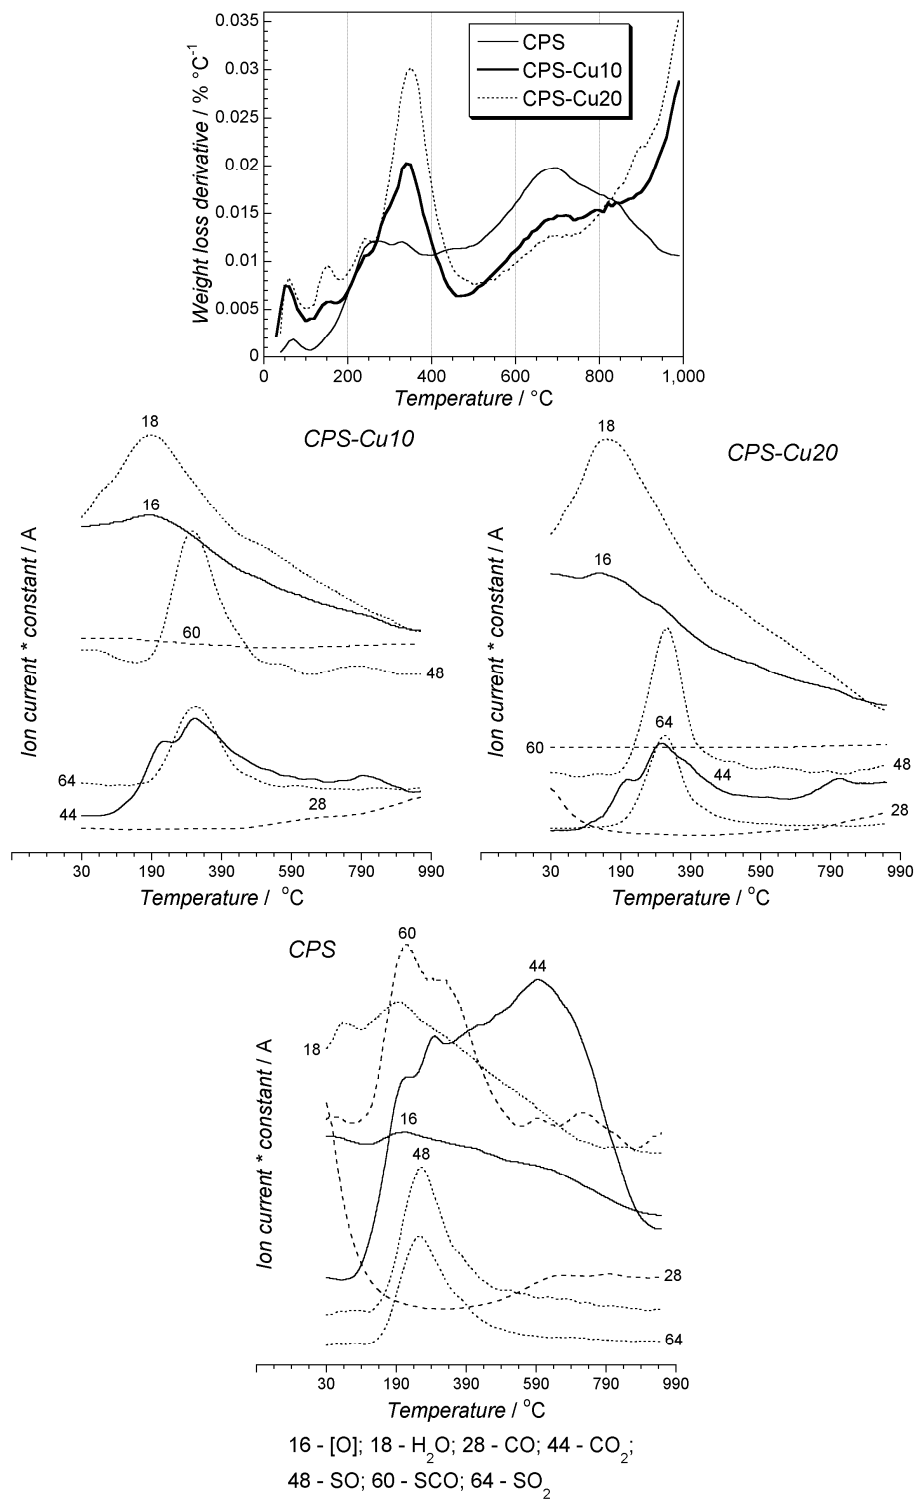 Weight loss derivative / % °C⁻¹
0.035
0.03
0.025
0.02
0.015
0.01
0.005
0
CPS
CPS-Cu10
CPS-Cu20
0 200 400 600 800 1,000
Temperature / °C
CPS-Cu10
Ion current * constant / A
18
16
60
48
64
44
28
30 190 390 590 790 990
Temperature / °C
CPS-Cu20
Ion current * constant / A
18
16
60
64
44
48
28
30 190 390 590 790 990
Temperature / °C
CPS
Ion current * constant / A
60
44
18
16
48
28
64
30 190 390 590 790 990
Temperature / °C
16 - [O]; 18 - H₂O; 28 - CO; 44 - CO₂;
48 - SO; 60 - SCO; 64 - SO₂